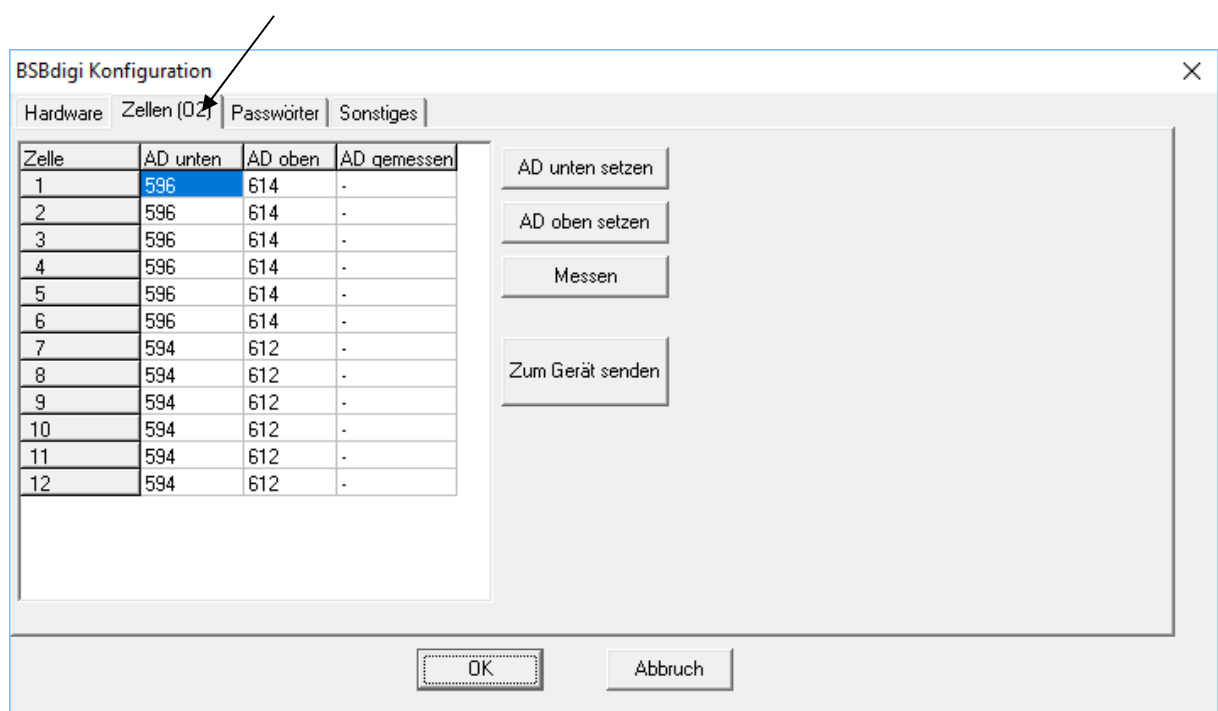 BSBdigi Konfiguration
Hardware Zellen (O2) Passwörter Sonstiges
Zelle AD unten AD oben AD gemessen
1 596 614 -
2 596 614 -
3 596 614 -
4 596 614 -
5 596 614 -
6 596 614 -
7 594 612 -
8 594 612 -
9 594 612 -
10 594 612 -
11 594 612 -
12 594 612 -
AD unten setzen
AD oben setzen
Messen
Zum Gerät senden
OK Abbruch